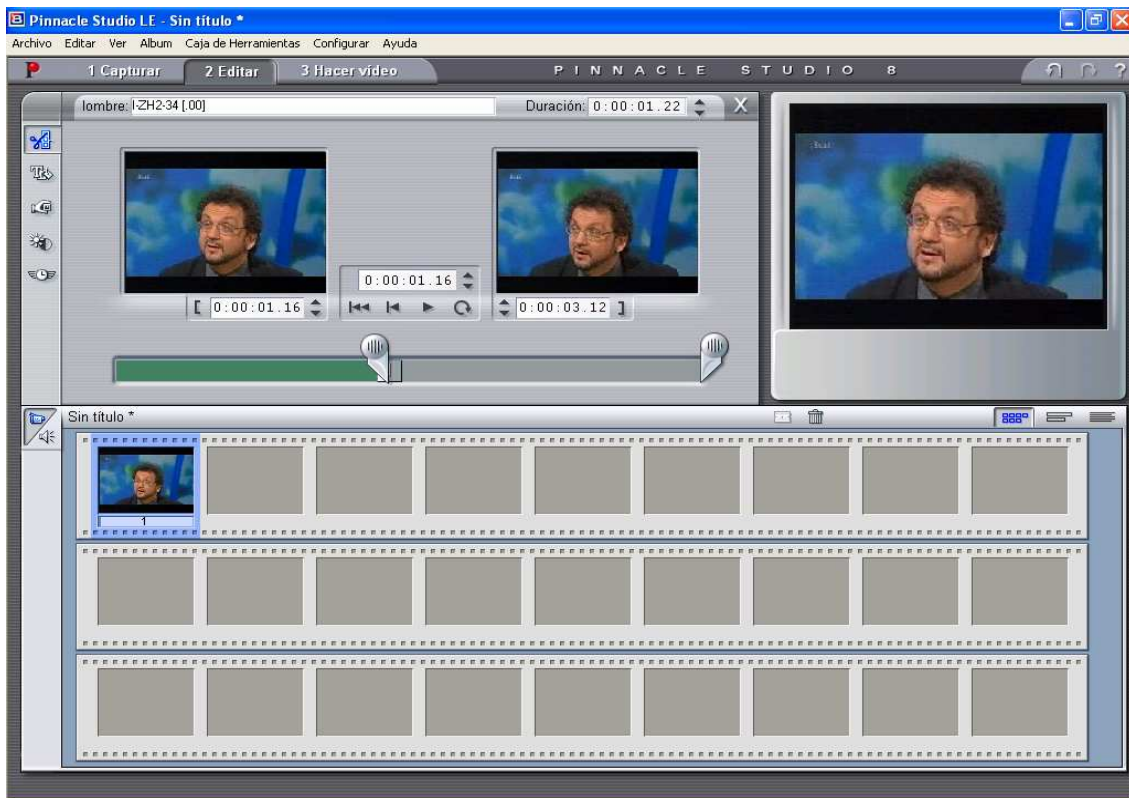 Pinnacle Studio LE - Sin título *
Archivo Editar Ver Album Caja de Herramientas Configurar Ayuda
1 Capturar 2 Editar 3 Hacer vídeo PINNACLE STUDIO 8 ?
lombre: I-ZH2-34 [.00] Duración: 0:00:01.22 X
0:00:01.16
[ 0:00:01.16 0:00:03.12 ]
Sin título *
1